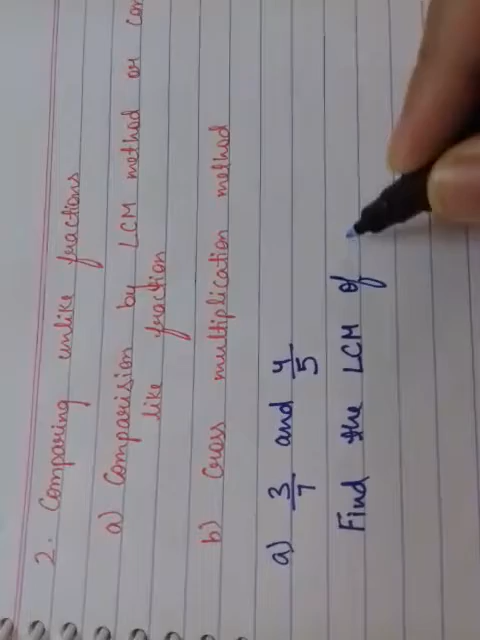 2. Comparing unlike fractions
a) Comparision by LCM method or
like fraction
b) Cross multiplication method
a) 3/7 and 4/5
Find the LCM of